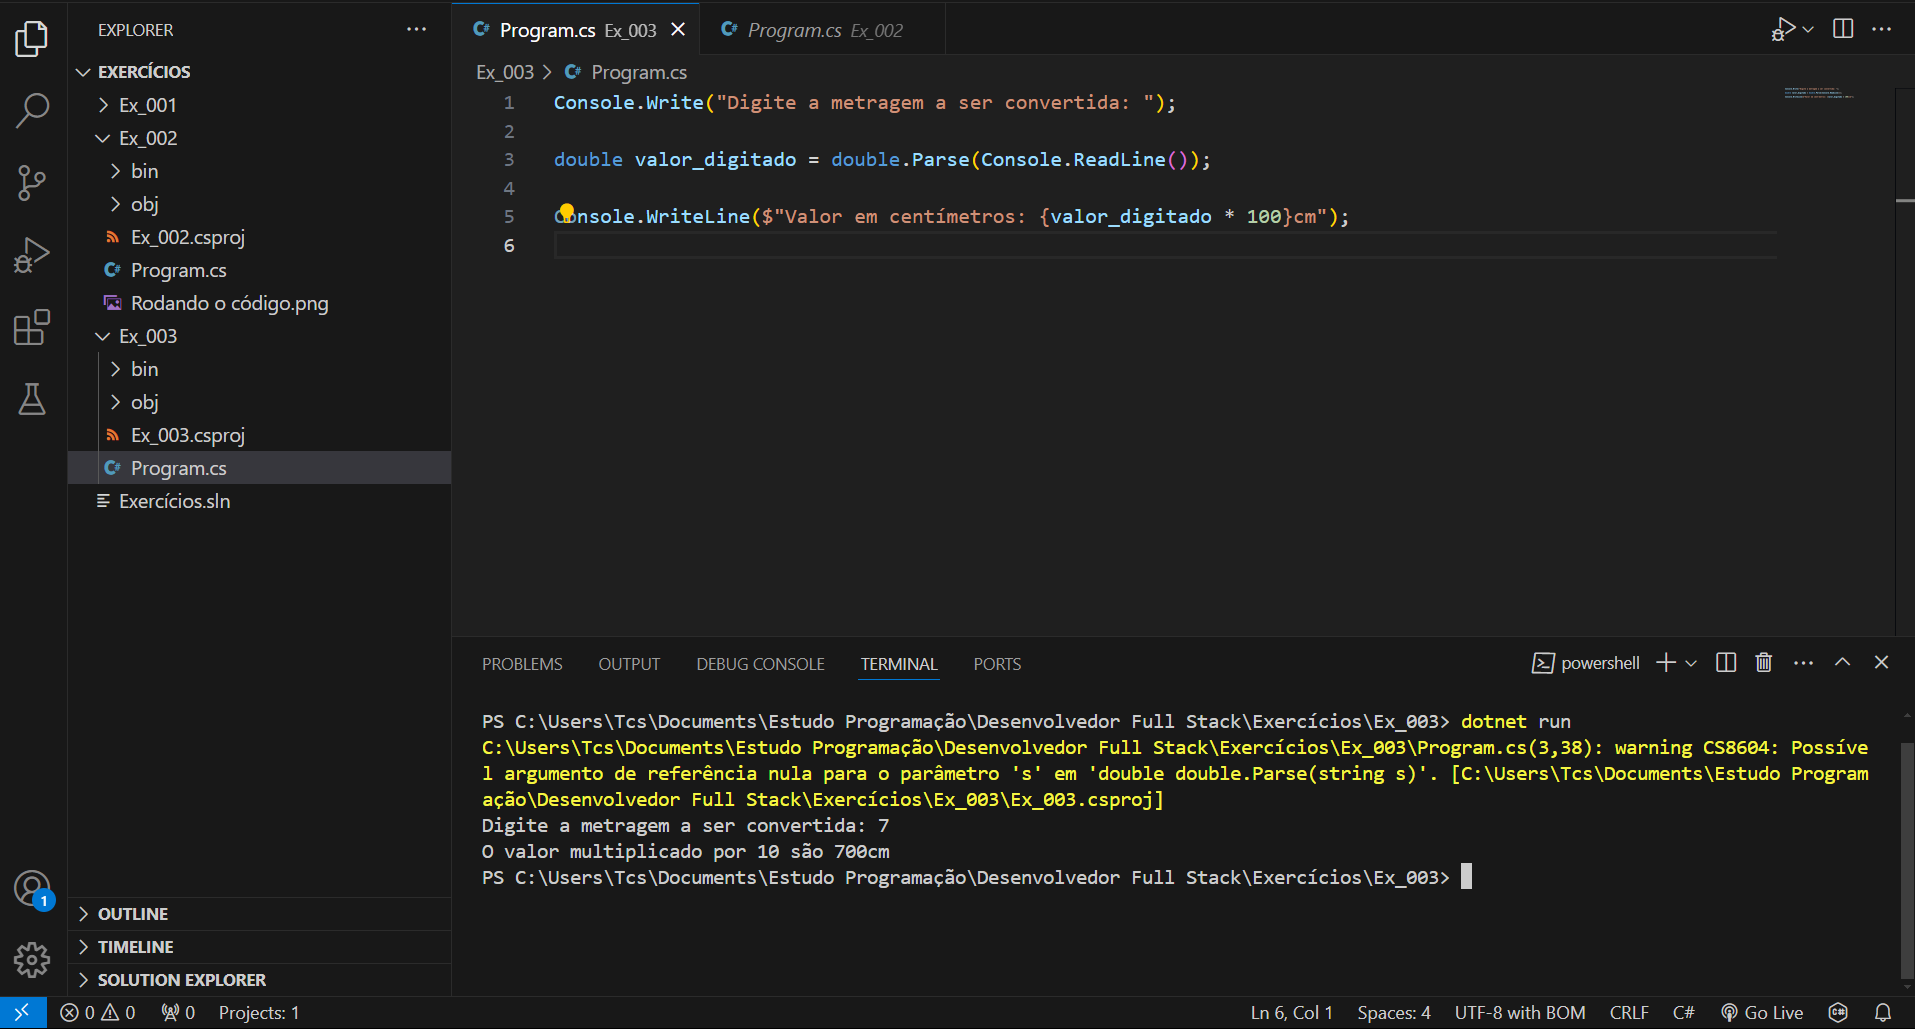 EXPLORER
EXERCÍCIOS
Ex_001
Ex_002
bin
obj
Ex_002.csproj
C# Program.cs
Rodando o código.png
Ex_003
bin
obj
Ex_003.csproj
C# Program.cs
Exercícios.sln
OUTLINE
TIMELINE
SOLUTION EXPLORER
C# Program.cs Ex_003
C# Program.cs Ex_002
Ex_003 > C# Program.cs
1 Console.Write("Digite a metragem a ser convertida: ");
2
3 double valor_digitado = double.Parse(Console.ReadLine());
4
5 Console.WriteLine($"Valor em centímetros: {valor_digitado * 100}cm");
6
PROBLEMS OUTPUT DEBUG CONSOLE TERMINAL PORTS
powershell
PS C:\Users\Tcs\Documents\Estudo Programação\Desenvolvedor Full Stack\Exercícios\Ex_003> dotnet run
C:\Users\Tcs\Documents\Estudo Programação\Desenvolvedor Full Stack\Exercícios\Ex_003\Program.cs(3,38): warning CS8604: Possíve
l argumento de referência nula para o parâmetro 's' em 'double double.Parse(string s)'. [C:\Users\Tcs\Documents\Estudo Program
ação\Desenvolvedor Full Stack\Exercícios\Ex_003\Ex_003.csproj]
Digite a metragem a ser convertida: 7
O valor multiplicado por 10 são 700cm
PS C:\Users\Tcs\Documents\Estudo Programação\Desenvolvedor Full Stack\Exercícios\Ex_003>
1
0 0 0 Projects: 1
Ln 6, Col 1 Spaces: 4 UTF-8 with BOM CRLF C# Go Live